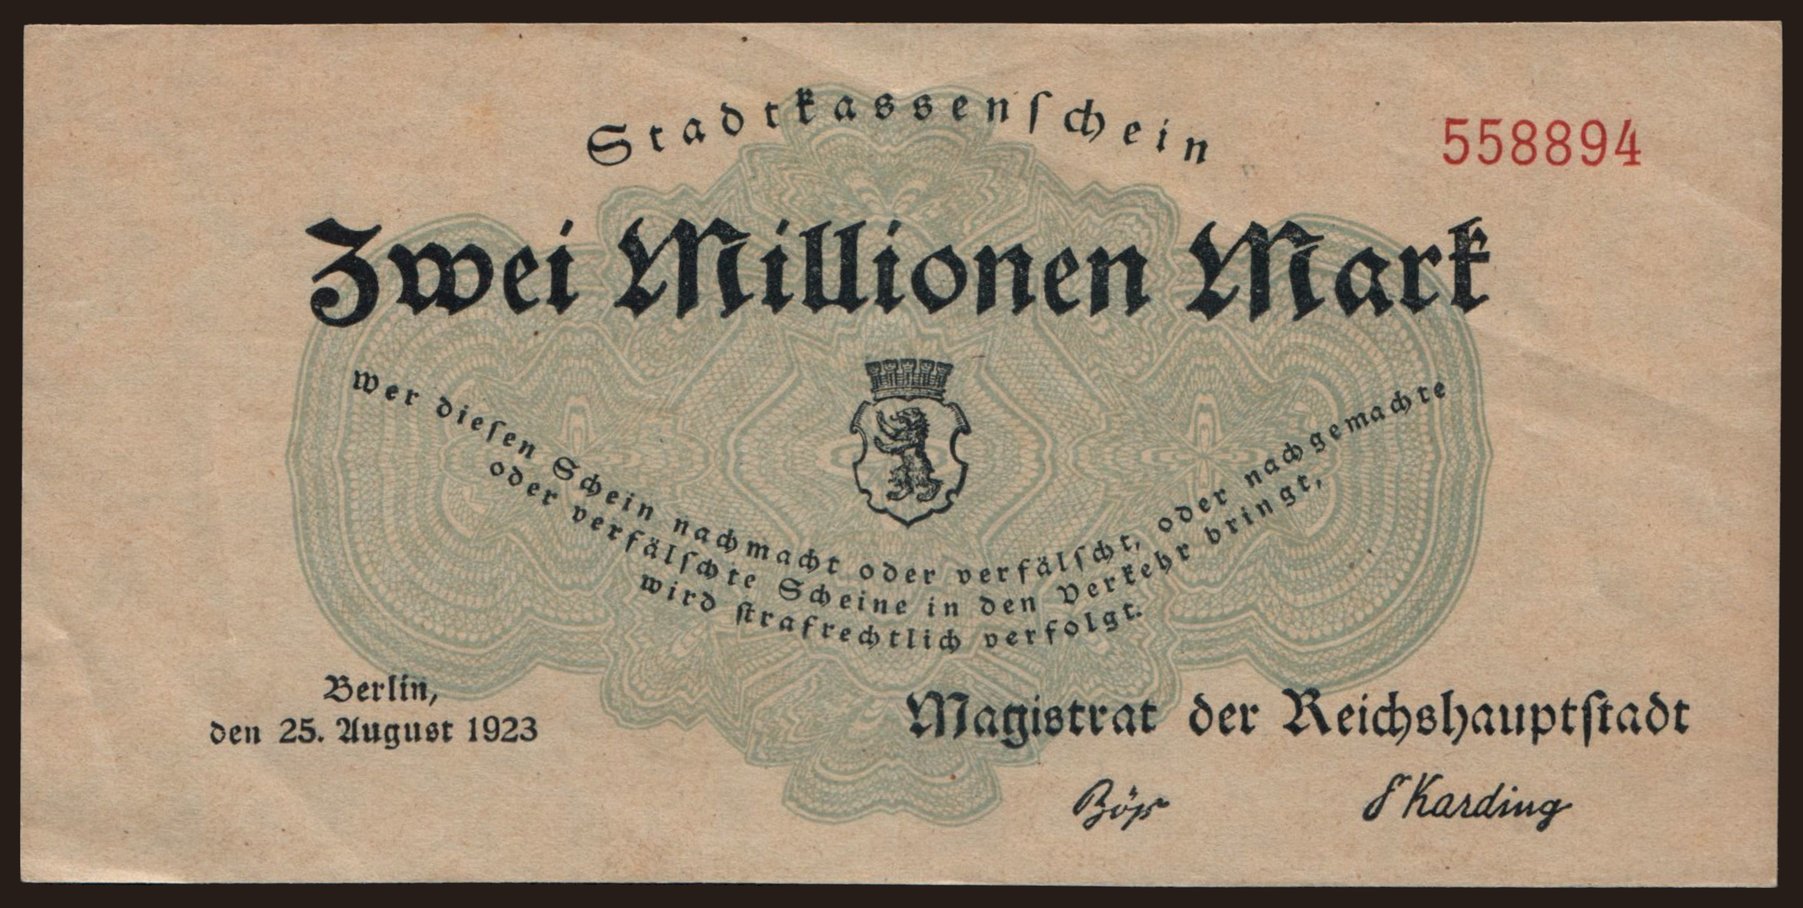 Stadtkassenschein
558894
Zwei Millionen Mark
Wer diesen Schein nachmacht oder verfälscht, oder nachgemachte
oder verfälschte Scheine in den Verkehr bringt,
wird strafrechtlich verfolgt.
Berlin,
den 25. August 1923
Magistrat der Reichshauptstadt
Böß
F Karding